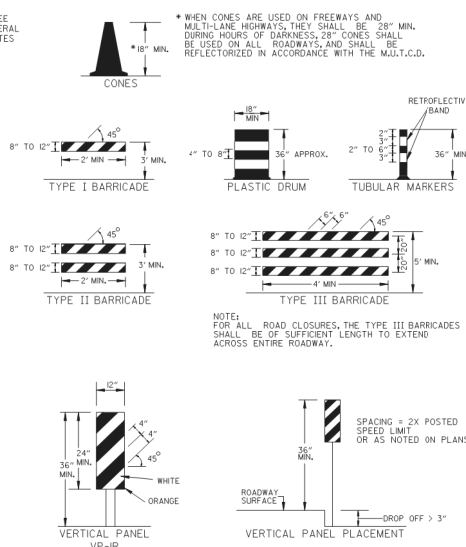 EE
ERAL
TES
* WHEN CONES ARE USED ON FREEWAYS AND
MULTI-LANE HIGHWAYS, THEY SHALL BE 28" MIN.
DURING HOURS OF DARKNESS, 28" CONES SHALL
BE USED ON ALL ROADWAYS, AND SHALL BE
REFLECTORIZED IN ACCORDANCE WITH THE M.U.T.C.D.
*18" MIN.
CONES
45°
8" TO 12"
2' MIN
3' MIN.
TYPE I BARRICADE
18"
MIN
4" TO 8"
36" APPROX.
PLASTIC DRUM
RETROFLECTIV
BAND
2"
3"
2" TO 6"
3"
36" MIN
TUBULAR MARKERS
45°
8" TO 12"
8" TO 12"
2' MIN.
3' MIN.
TYPE II BARRICADE
6" 6"
45°
8" TO 12"
8" TO 12"
8" TO 12"
20"
20"
5' MIN.
4' MIN
TYPE III BARRICADE
NOTE:
FOR ALL ROAD CLOSURES, THE TYPE III BARRICADES
SHALL BE OF SUFFICIENT LENGTH TO EXTEND
ACROSS ENTIRE ROADWAY.
12"
4"
4"
45°
24"
MIN.
36"
MIN.
WHITE
ORANGE
VERTICAL PANEL
VP-1R
36"
MIN.
SPACING = 2X POSTED
SPEED LIMIT
OR AS NOTED ON PLANS
ROADWAY
SURFACE
DROP OFF > 3"
VERTICAL PANEL PLACEMENT